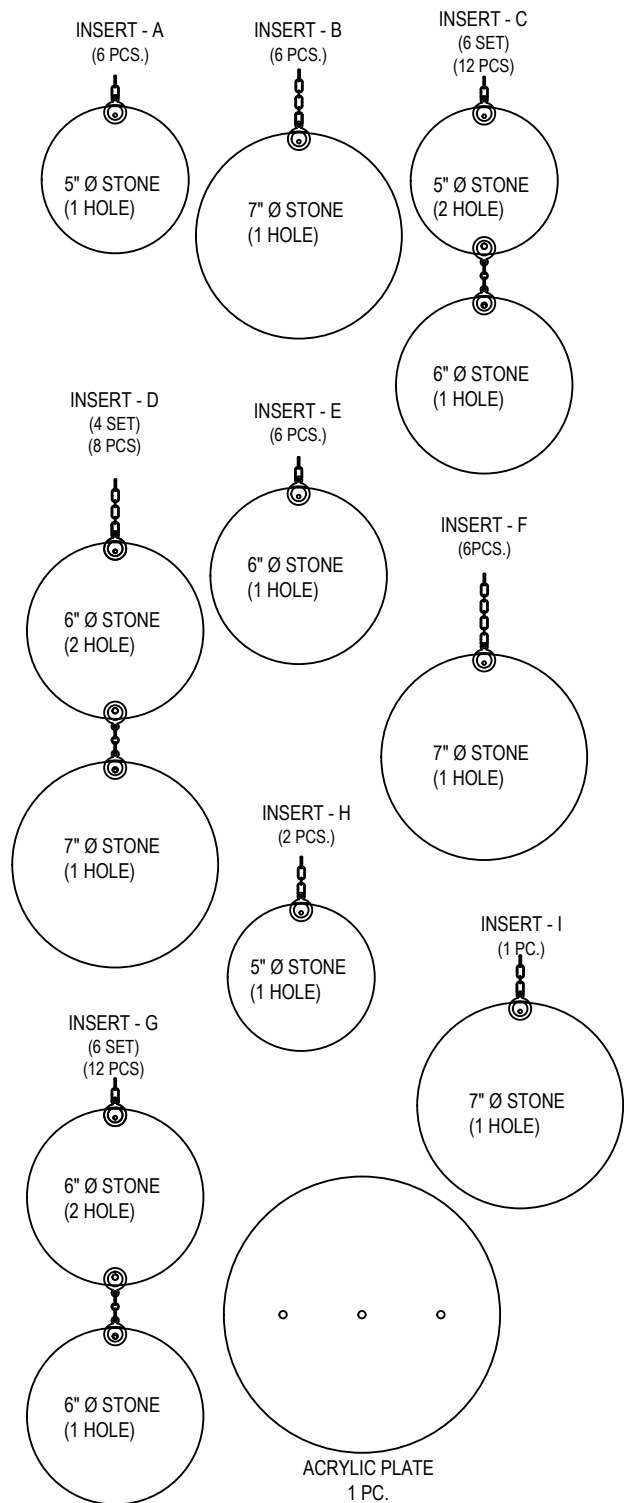 INSERT - A
(6 PCS.)
5" Ø STONE
(1 HOLE)
INSERT - B
(6 PCS.)
7" Ø STONE
(1 HOLE)
INSERT - C
(6 SET)
(12 PCS)
5" Ø STONE
(2 HOLE)
6" Ø STONE
(1 HOLE)
INSERT - D
(4 SET)
(8 PCS)
6" Ø STONE
(2 HOLE)
7" Ø STONE
(1 HOLE)
INSERT - E
(6 PCS.)
6" Ø STONE
(1 HOLE)
INSERT - F
(6PCS.)
7" Ø STONE
(1 HOLE)
INSERT - H
(2 PCS.)
5" Ø STONE
(1 HOLE)
INSERT - I
(1 PC.)
7" Ø STONE
(1 HOLE)
INSERT - G
(6 SET)
(12 PCS)
6" Ø STONE
(2 HOLE)
6" Ø STONE
(1 HOLE)
ACRYLIC PLATE
1 PC.